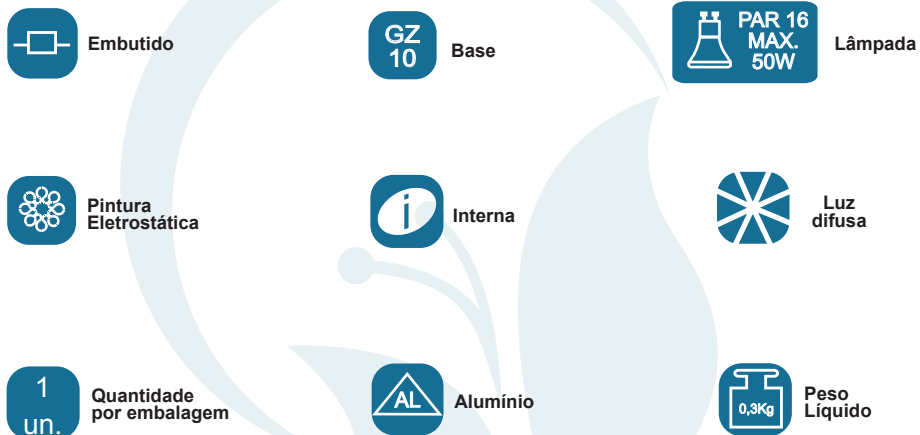 Embutido
GZ
10
Base
PAR 16
MAX.
50W
Lâmpada
Pintura
Eletrostática
i
Interna
Luz
difusa
1
un.
Quantidade
por embalagem
AL
Alumínio
0,3Kg
Peso
Líquido